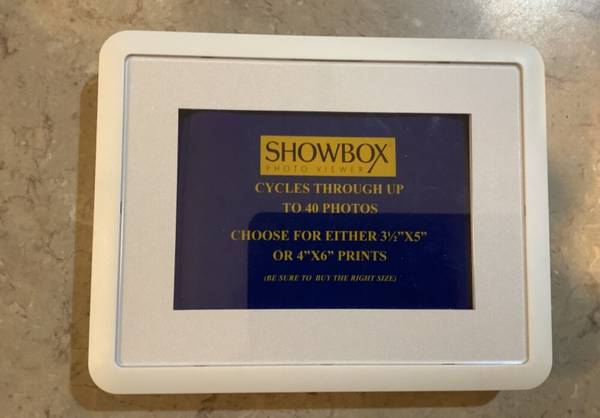 SHOWBOX
PHOTO VIEWER
CYCLES THROUGH UP
TO 40 PHOTOS
CHOOSE FOR EITHER 3½"X5"
OR 4"X6" PRINTS
(BE SURE TO BUY THE RIGHT SIZE)